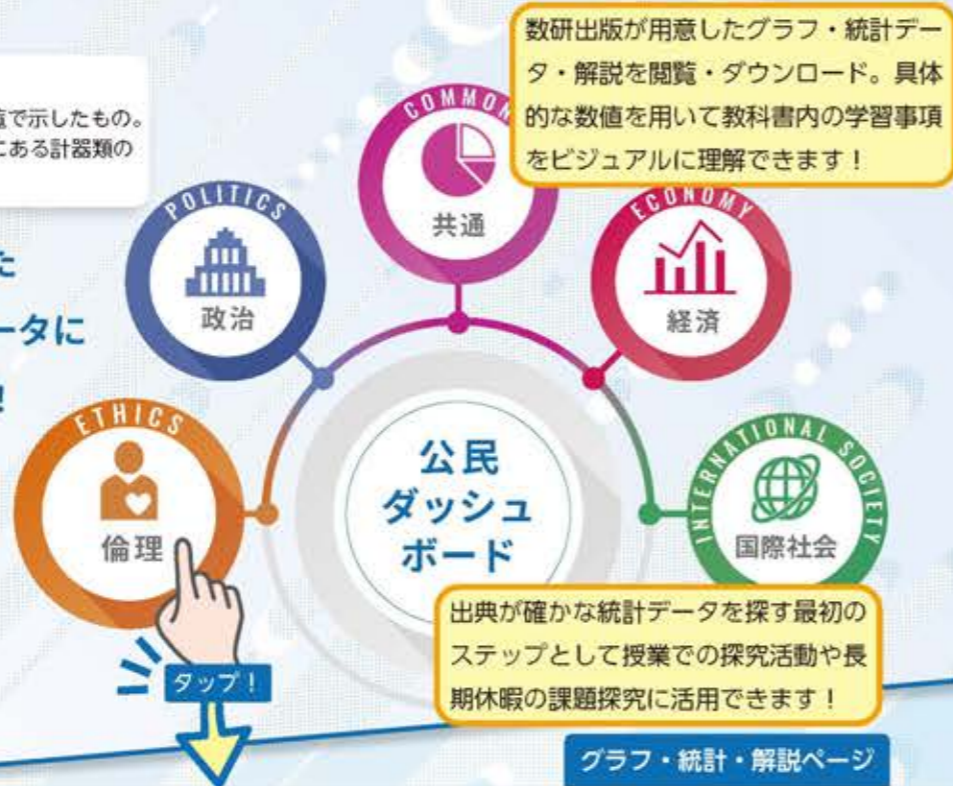 数研出版が用意したグラフ・統計デー
タ・解説を閲覧・ダウンロード。具体
的な数値を用いて教科書内の学習事項
をビジュアルに理解できます！
覧で示したもの。
にある計器類の
た
ータに
！
COMMON
共通
POLITICS
政治
ECONOMY
経済
ETHICS
倫理
INTERNATIONAL SOCIETY
国際社会
公民
ダッシュ
ボード
タップ！
出典が確かな統計データを探す最初の
ステップとして授業での探究活動や長
期休暇の課題探究に活用できます！
グラフ・統計・解説ページ